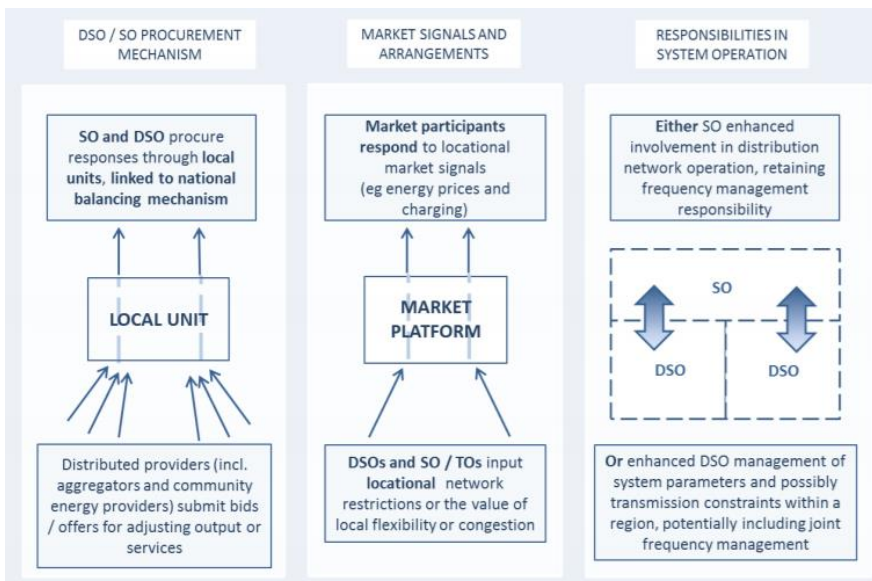 DSO / SO PROCUREMENT
MECHANISM
SO and DSO procure
responses through local
units, linked to national
balancing mechanism
LOCAL UNIT
Distributed providers (incl.
aggregators and community
energy providers) submit bids
/ offers for adjusting output or
services
MARKET SIGNALS AND
ARRANGEMENTS
Market participants
respond to locational
market signals
(eg energy prices and
charging)
MARKET
PLATFORM
DSOs and SO / TOs input
locational network
restrictions or the value of
local flexibility or congestion
RESPONSIBILITIES IN
SYSTEM OPERATION
Either SO enhanced
involvement in distribution
network operation, retaining
frequency management
responsibility
SO
DSO
DSO
Or enhanced DSO management of
system parameters and possibly
transmission constraints within a
region, potentially including joint
frequency management